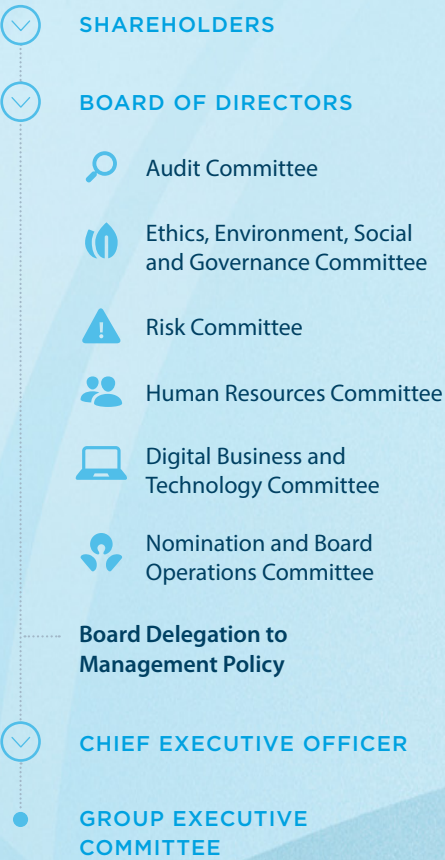 SHAREHOLDERS
BOARD OF DIRECTORS
Audit Committee
Ethics, Environment, Social
and Governance Committee
Risk Committee
Human Resources Committee
Digital Business and
Technology Committee
Nomination and Board
Operations Committee
Board Delegation to
Management Policy
CHIEF EXECUTIVE OFFICER
GROUP EXECUTIVE
COMMITTEE